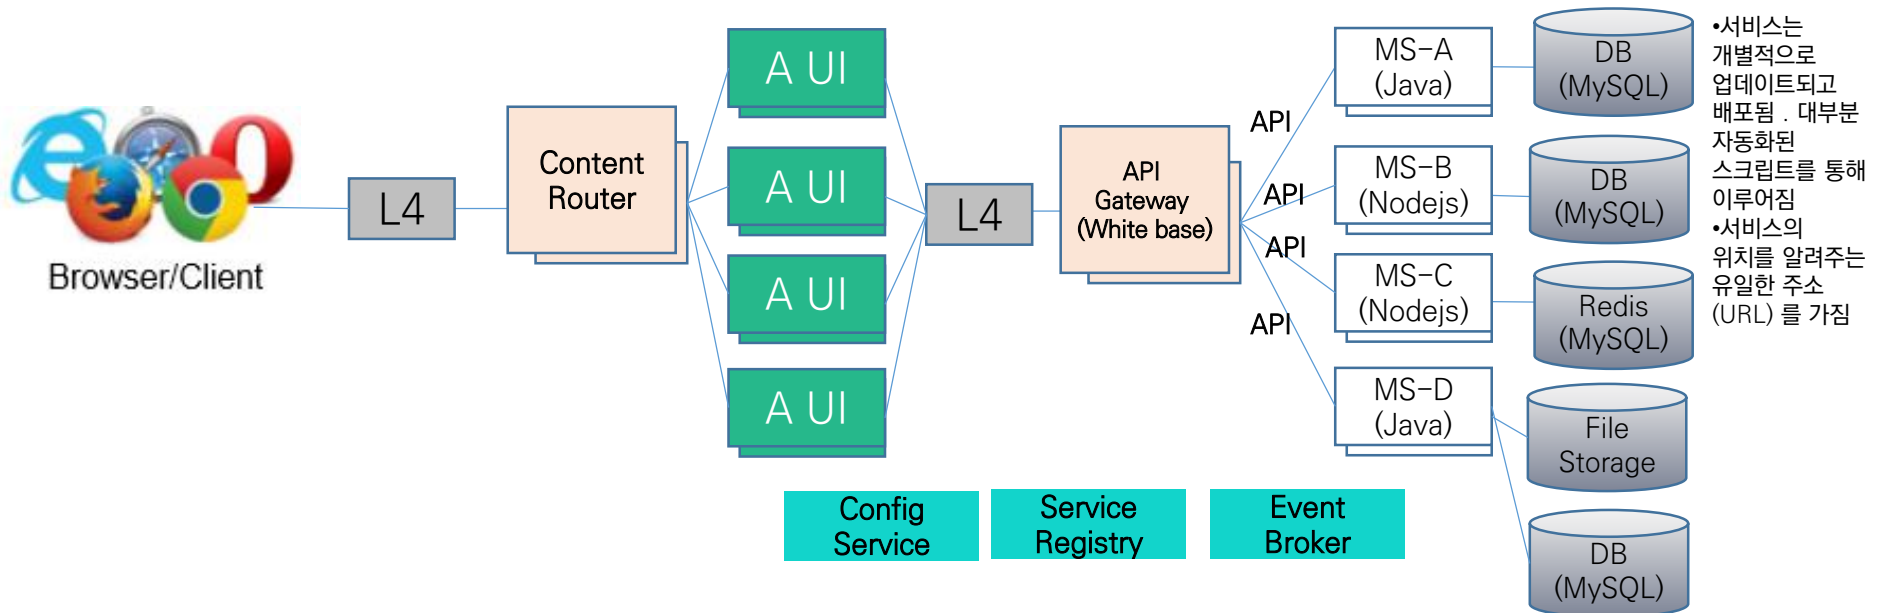 Browser/Client
L4
Content
Router
A UI
A UI
A UI
A UI
L4
API
Gateway
(White base)
API
API
API
API
MS-A
(Java)
MS-B
(Nodejs)
MS-C
(Nodejs)
MS-D
(Java)
DB
(MySQL)
DB
(MySQL)
Redis
(MySQL)
File
Storage
DB
(MySQL)
Config
Service
Service
Registry
Event
Broker
•서비스는
개별적으로
업데이트되고
배포됨 . 대부분
자동화된
스크립트를 통해
이루어짐
•서비스의
위치를 알려주는
유일한 주소
(URL) 를 가짐